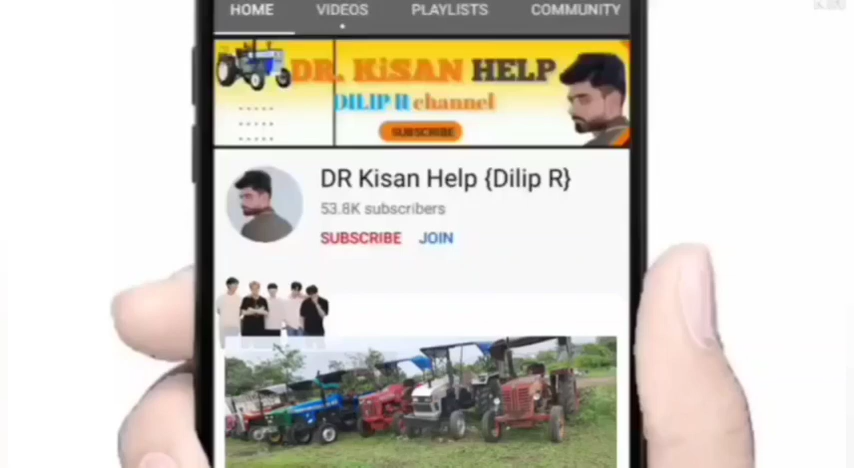 HOME VIDEOS PLAYLISTS COMMUNITY
DR. KiSAN HELP
DILIP R channel
SUBSCRIBE
DR Kisan Help {Dilip R}
53.8K subscribers
SUBSCRIBE JOIN